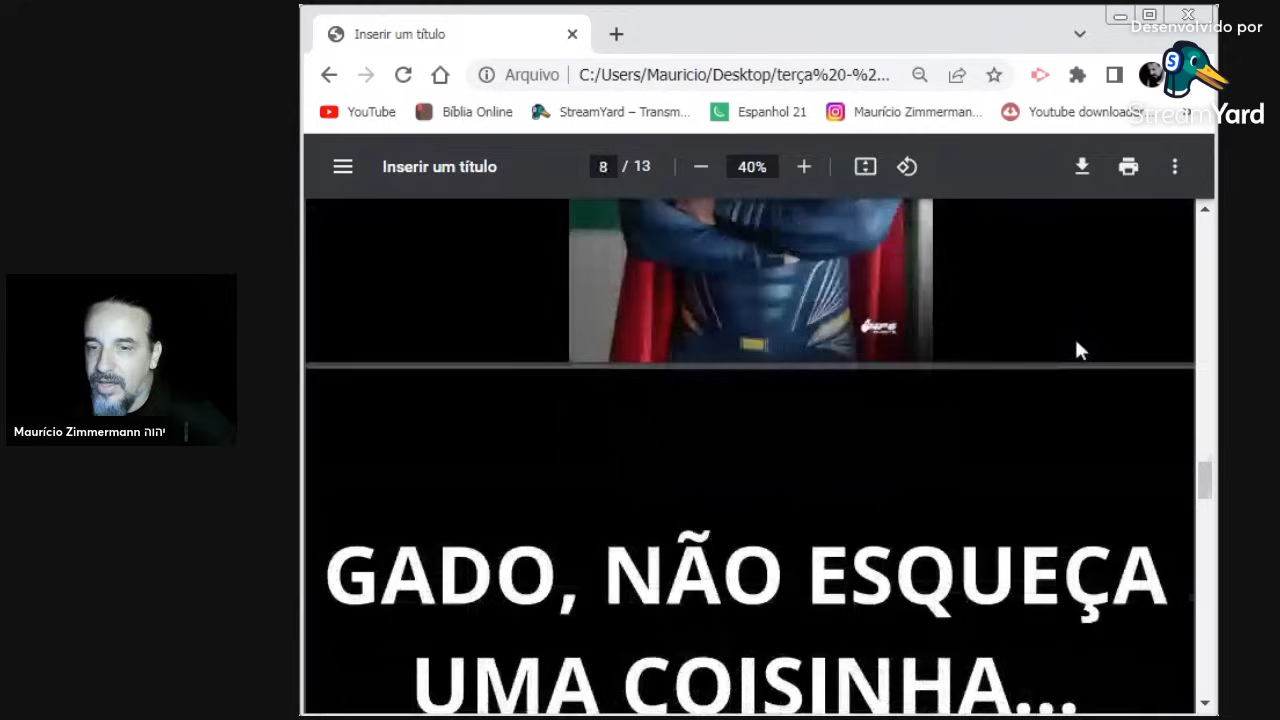 Inserir um título
Desenvolvido por
Arquivo
C:/Users/Mauricio/Desktop/terça%20-%2...
StreamYard
YouTube
Bíblia Online
StreamYard – Transm...
Espanhol 21
Maurício Zimmerman...
Youtube downloader
Inserir um título
8 / 13
40%
GADO, NÃO ESQUEÇA
UMA COISINHA...
Maurício Zimmermann יהוה